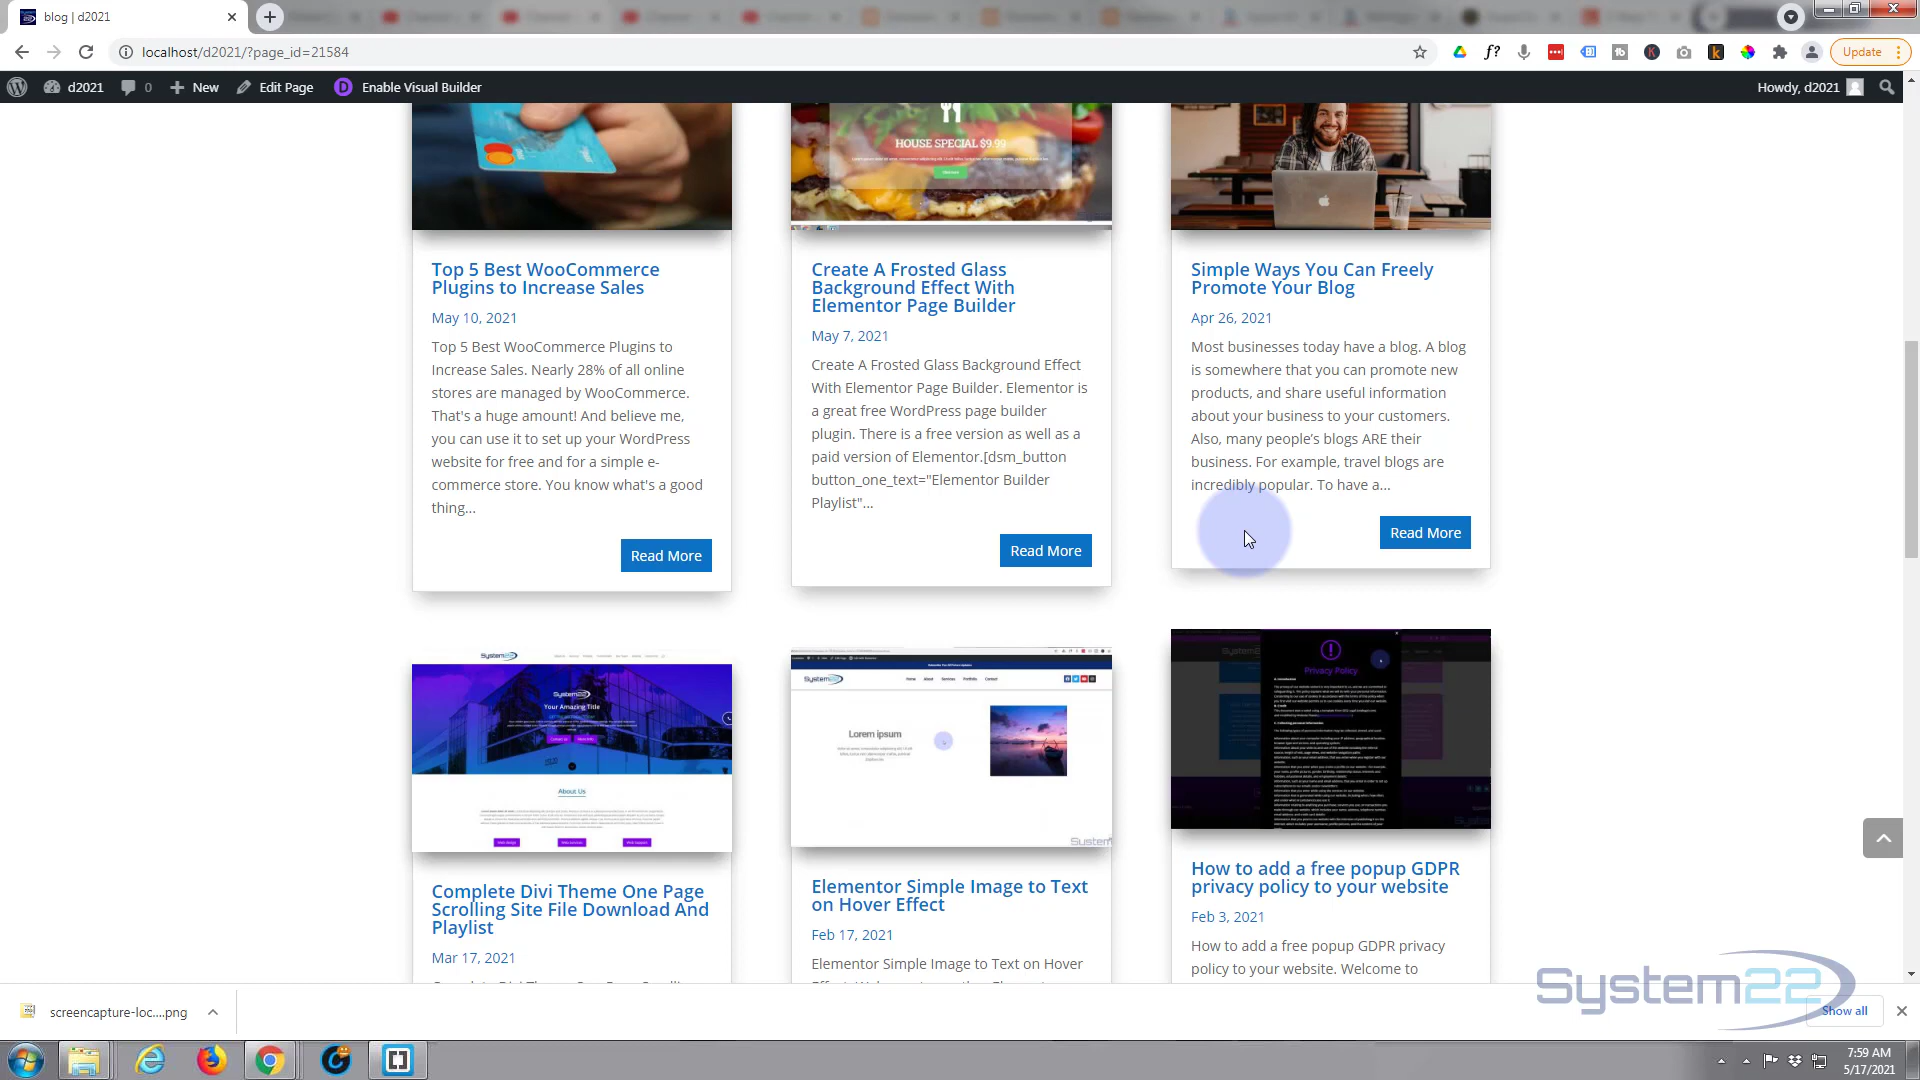 blog | d2021
localhost/d2021/?page_id=21584
Update
d2021
0
New
Edit Page
Enable Visual Builder
Howdy, d2021
HOUSE SPECIAL $9.99
Top 5 Best WooCommerce
Plugins to Increase Sales
May 10, 2021
Top 5 Best WooCommerce Plugins to
Increase Sales. Nearly 28% of all online
stores are managed by WooCommerce.
That's a huge amount! And believe me,
you can use it to set up your WordPress
website for free and for a simple e-
commerce store. You know what's a good
thing...
Read More
Create A Frosted Glass
Background Effect With
Elementor Page Builder
May 7, 2021
Create A Frosted Glass Background Effect
With Elementor Page Builder. Elementor is
a great free WordPress page builder
plugin. There is a free version as well as a
paid version of Elementor.[dsm_button
button_one_text="Elementor Builder
Playlist"...
Read More
Simple Ways You Can Freely
Promote Your Blog
Apr 26, 2021
Most businesses today have a blog. A blog
is somewhere that you can promote new
products, and share useful information
about your business to your customers.
Also, many people’s blogs ARE their
business. For example, travel blogs are
incredibly popular. To have a...
Read More
System22
System22
Your Amazing Title
About Us
Complete Divi Theme One Page
Scrolling Site File Download And
Playlist
Mar 17, 2021
System22
Home About Services Portfolio Contact
Lorem ipsum
System
Elementor Simple Image to Text
on Hover Effect
Feb 17, 2021
Elementor Simple Image to Text on Hover
Privacy Policy
How to add a free popup GDPR
privacy policy to your website
Feb 3, 2021
How to add a free popup GDPR privacy
policy to your website. Welcome to
System22
screencapture-loc....png
Show all
7:59 AM
5/17/2021